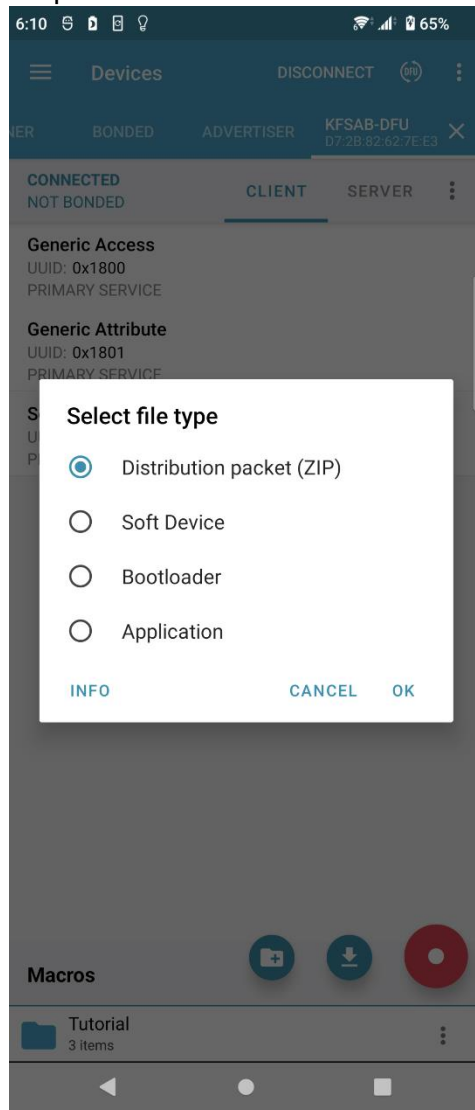 6:10 65%
Devices DISCONNECT DFU
NER BONDED ADVERTISER KFSAB-DFU
D7:2B:82:62:7E:E3
CONNECTED
NOT BONDED
CLIENT SERVER
Generic Access
UUID: 0x1800
PRIMARY SERVICE
Generic Attribute
UUID: 0x1801
PRIMARY SERVICE
Select file type
Distribution packet (ZIP)
Soft Device
Bootloader
Application
INFO CANCEL OK
Macros
Tutorial
3 items